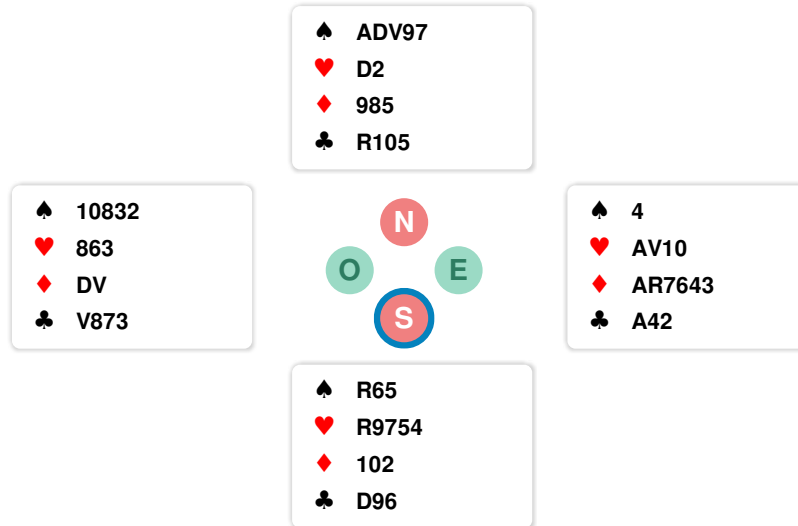 ♠ ADV97
♥ D2
♦ 985
♣ R105
♠ 10832
♥ 863
♦ DV
♣ V873
N
O
E
S
♠ 4
♥ AV10
♦ AR7643
♣ A42
♠ R65
♥ R9754
♦ 102
♣ D96